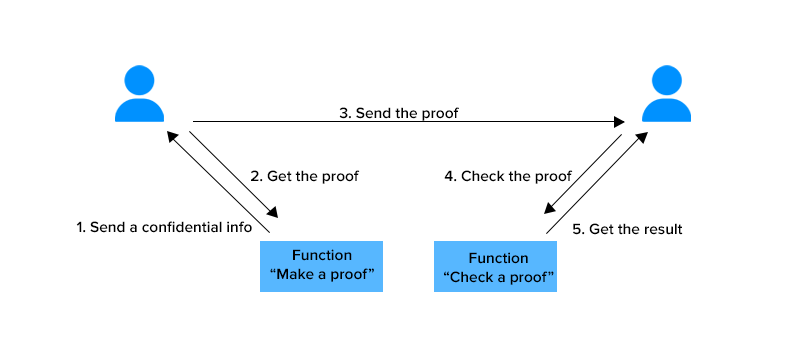 3. Send the proof
2. Get the proof
4. Check the proof
1. Send a confidential info
5. Get the result
Function
“Make a proof”
Function
“Check a proof”